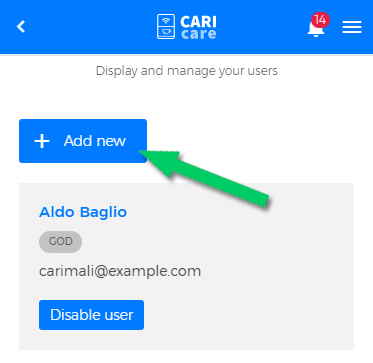 CARI
care
14
Display and manage your users
+ Add new
Aldo Baglio
GOD
carimali@example.com
Disable user